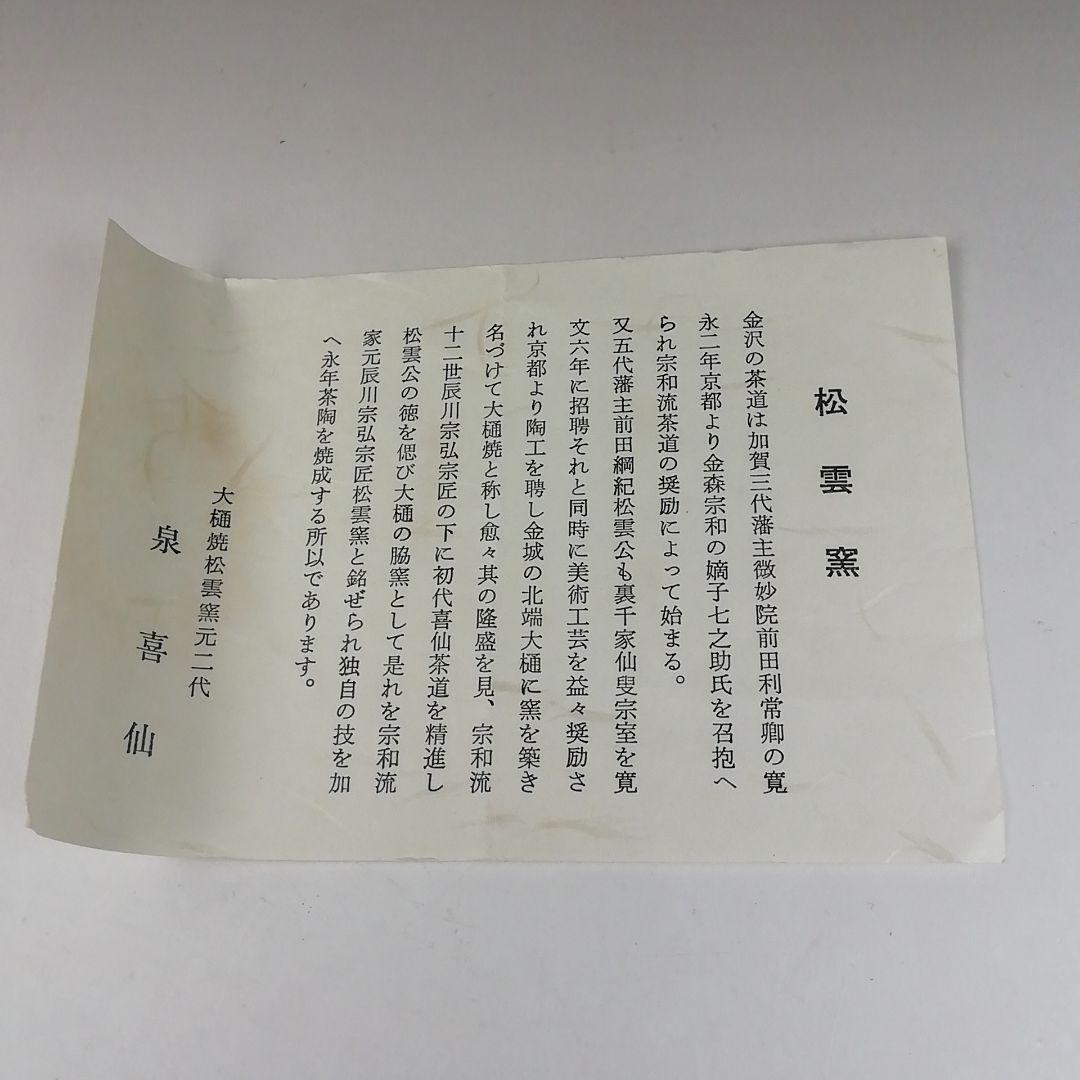 松雲窯
金沢の茶道は加賀三代藩主微妙院前田利常卿の寛
永二年京都より金森宗和の嫡子七之助氏を召抱へ
られ宗和流茶道の奨励によって始まる。
又五代藩主前田綱紀松雲公も裏千家仙叟宗室を寛
文六年に招聘それと同時に美術工芸を益々奨励さ
れ京都より陶工を聘し金城の北端大樋に窯を築き
名づけて大樋焼と称し愈々其の隆盛を見、宗和流
十二世辰川宗弘宗匠の下に初代喜仙茶道を精進し
松雲公の徳を偲び大樋の脇窯として是れを宗和流
家元辰川宗弘宗匠松雲窯と銘ぜられ独自の技を加
へ永年茶陶を焼成する所以であります。
大樋焼松雲窯元二代
泉喜仙